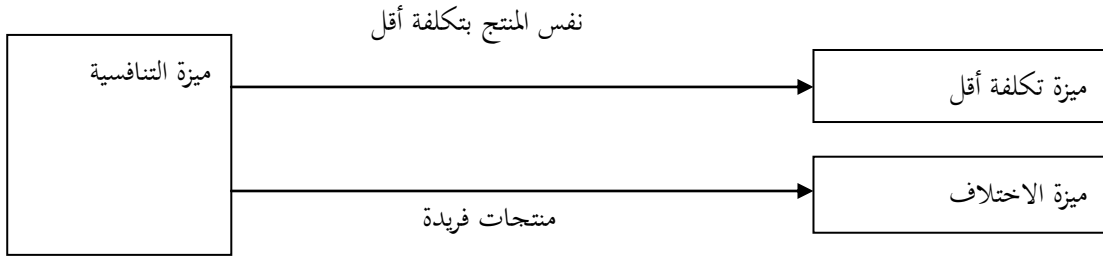 نفس المنتج بتكلفة أقل
ميزة التنافسية
ميزة تكلفة أقل
ميزة الاختلاف
منتجات فريدة